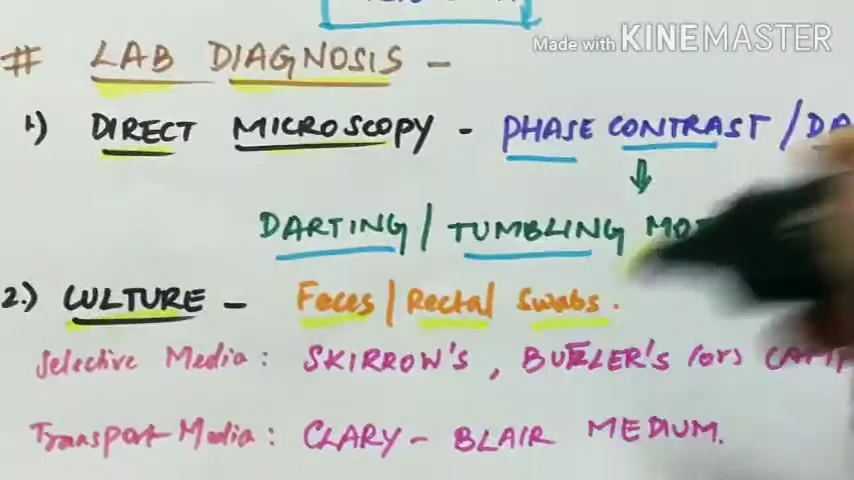 Made with KINEMASTER
# LAB DIAGNOSIS -
1.) DIRECT MICROSCOPY - PHASE CONTRAST /
DARTING / TUMBLING
2.) CULTURE - Feces / Rectal Swabs.
Selective Media: SKIRROW'S, BUTZLER'S (or)
Transport Media: CLARY - BLAIR MEDIUM.